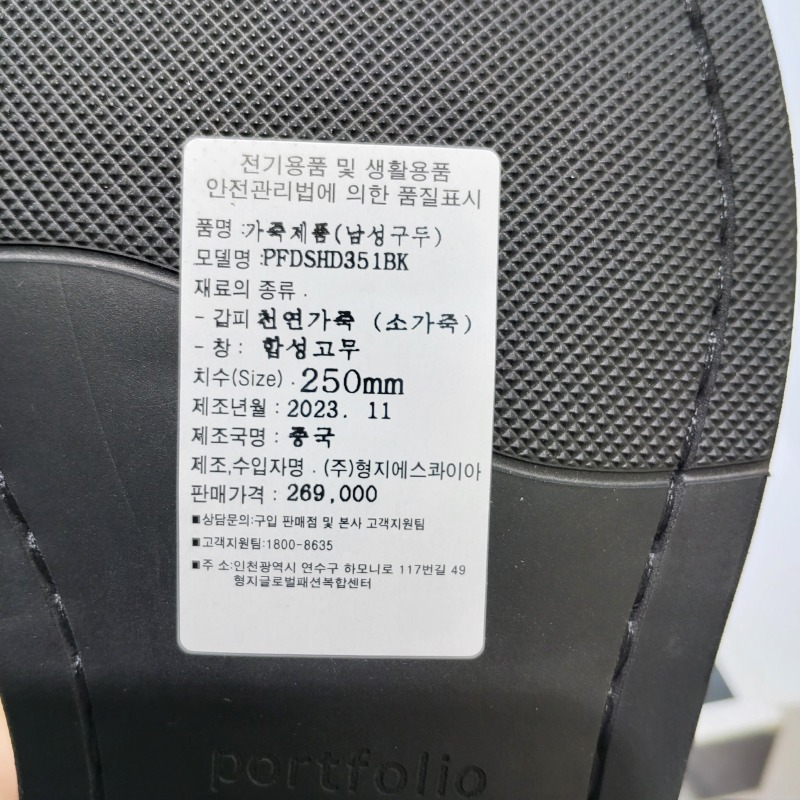 전기용품 및 생활용품
안전관리법에 의한 품질표시
품명 :가죽제품(남성구두)
모델명 :PFDSHD351BK
재료의 종류 .
- 갑피 천연가죽 (소가죽)
- 창 : 합성고무
치수(Size) . 250mm
제조년월 : 2023. 11
제조국명 : 중국
제조,수입자명 . (주)형지에스콰이아
판매가격 : 269,000
■상담문의:구입 판매점 및 본사 고객지원팀
■고객지원팀:1800-8635
■주 소:인천광역시 연수구 하모니로 117번길 49
형지글로벌패션복합센터
portfolio